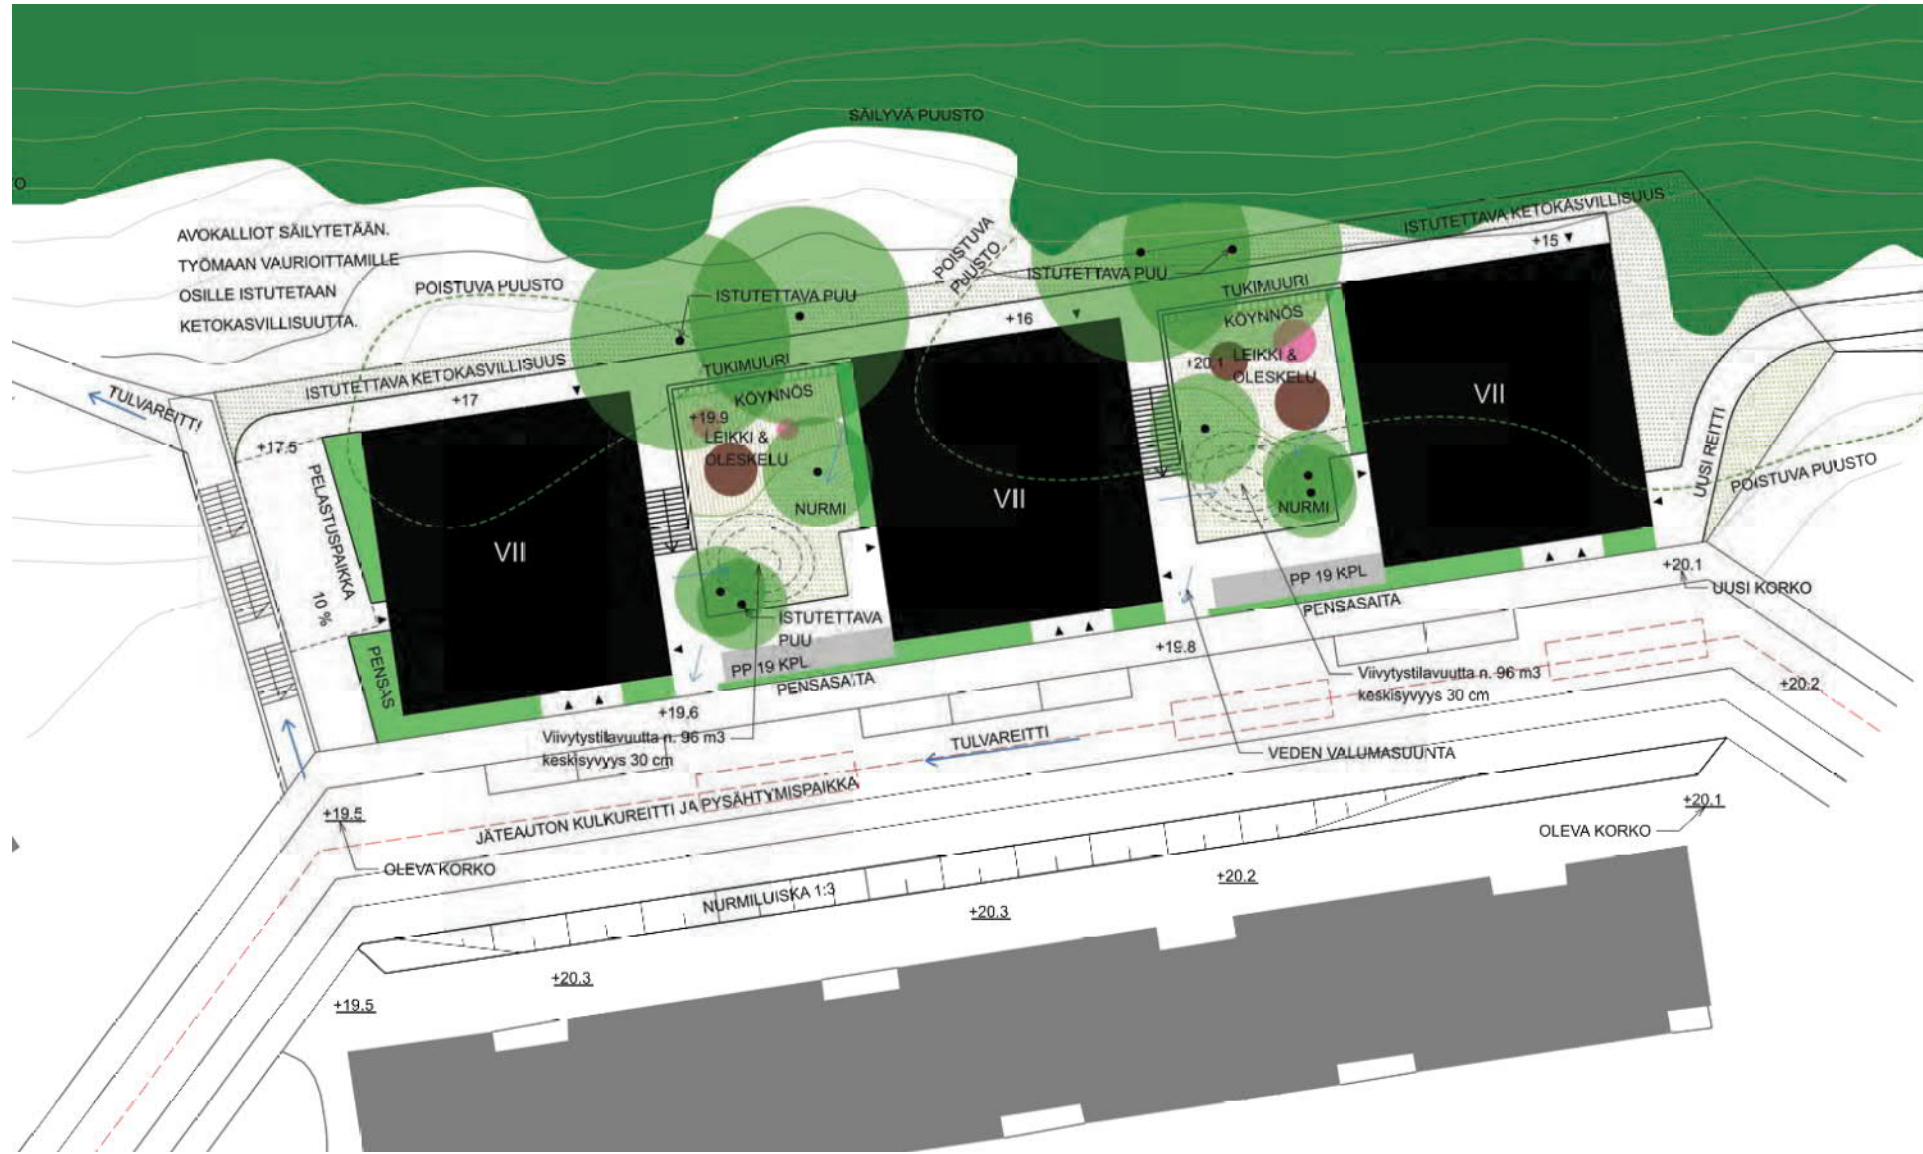 SÄILYVÄ PUUSTO
O
ISTUTETTAVA KETOKASVILLISUUS
+15
AVOKALLIOT SÄILYTETÄÄN.
TYÖMAAN VAURIOITTAMILLE
OSILLE ISTUTETAAN
KETOKASVILLISUUTTA.
POISTUVA PUUSTO
ISTUTETTAVA PUU
POISTUVA
PUUSTO
ISTUTETTAVA PUU
TUKIMUURI
KÖYNNÖS
+16
+20.1
LEIKKI &
OLESKELU
VII
TULVAREITTI
ISTUTETTAVA KETOKASVILLISUUS
+17
TUKIMUURI
KÖYNNÖS
+19.9
LEIKKI &
OLESKELU
NURMI
VII
NURMI
UUSI REITTI
POISTUVA PUUSTO
+17.5
PELASTUSPAIKKA
10 %
PENSAS
VII
ISTUTETTAVA
PUU
PP 19 KPL
PENSASAITA
PP 19 KPL
PENSASAITA
+20.1
UUSI KORKO
+19.8
+19.6
Viivytystilavuutta n. 96 m3
keskisyvyys 30 cm
Viivytystilavuutta n. 96 m3
keskisyvyys 30 cm
+20.2
TULVAREITTI
VEDEN VALUMASUUNTA
JÄTEAUTON KULKUREITTI JA PYSÄHTYMISPAIKKA
+19.5
OLEVA KORKO
+20.1
OLEVA KORKO
NURMILUISKA 1:3
+20.2
+20.3
+20.3
+19.5